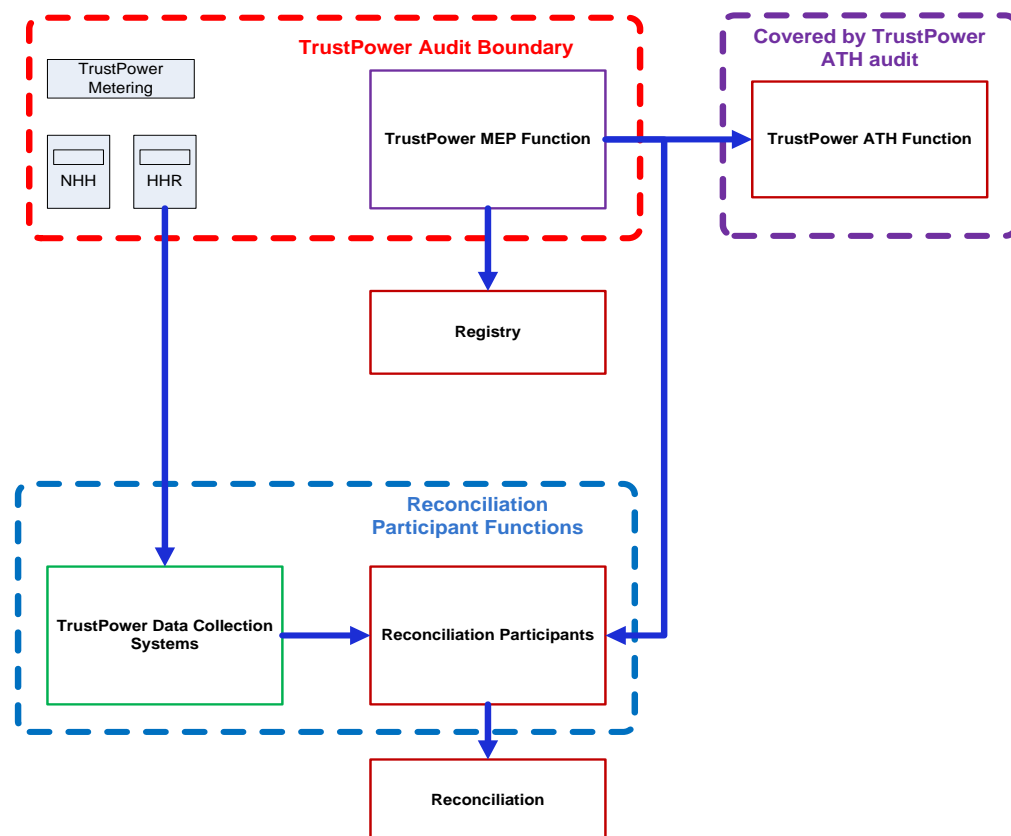 TrustPower Audit Boundary
Covered by TrustPower
ATH audit
TrustPower
Metering
TrustPower MEP Function
TrustPower ATH Function
NHH
HHR
Registry
Reconciliation
Participant Functions
TrustPower Data Collection
Systems
Reconciliation Participants
Reconciliation